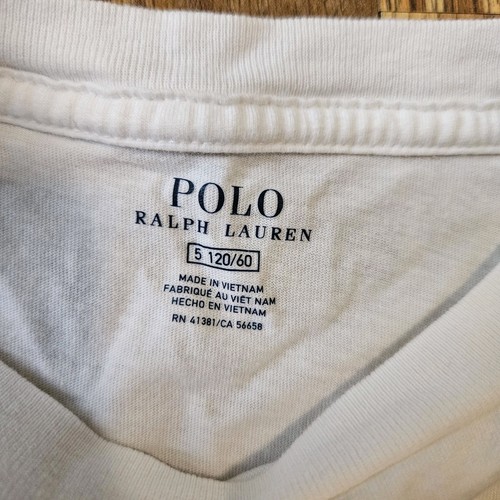 POLO
RALPH LAUREN
5 120/60
MADE IN VIETNAM
FABRIQUÉ AU VIÊT NAM
HECHO EN VIETNAM
RN 41381/CA 56658